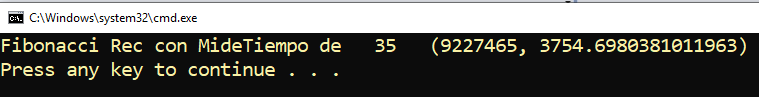 C:\Windows\system32\cmd.exe
Fibonacci Rec con MideTiempo de   35   (9227465, 3754.6980381011963)
Press any key to continue . . .